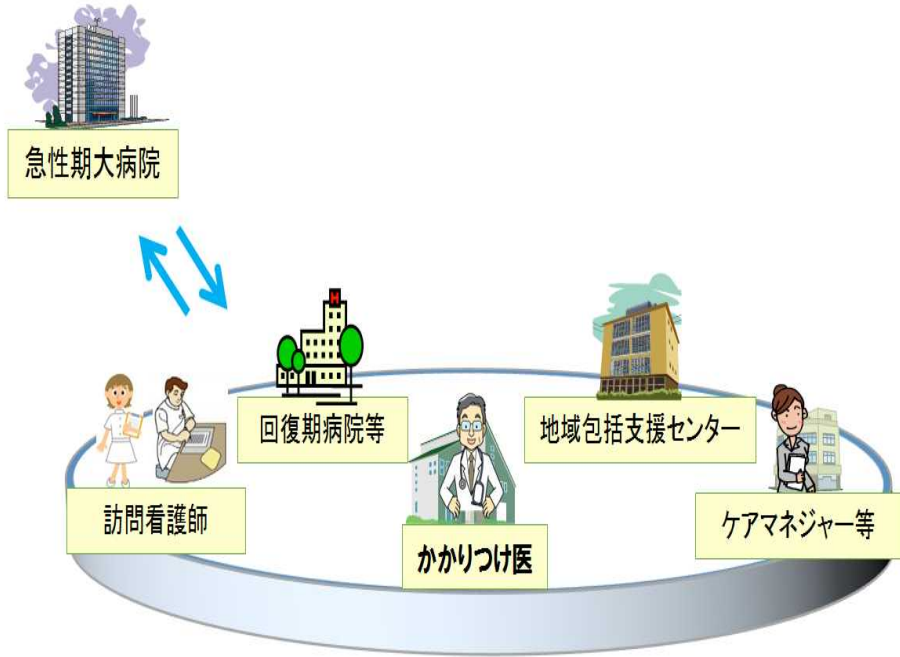 急性期大病院
回復期病院等
地域包括支援センター
訪問看護師
かかりつけ医
ケアマネジャー等
H